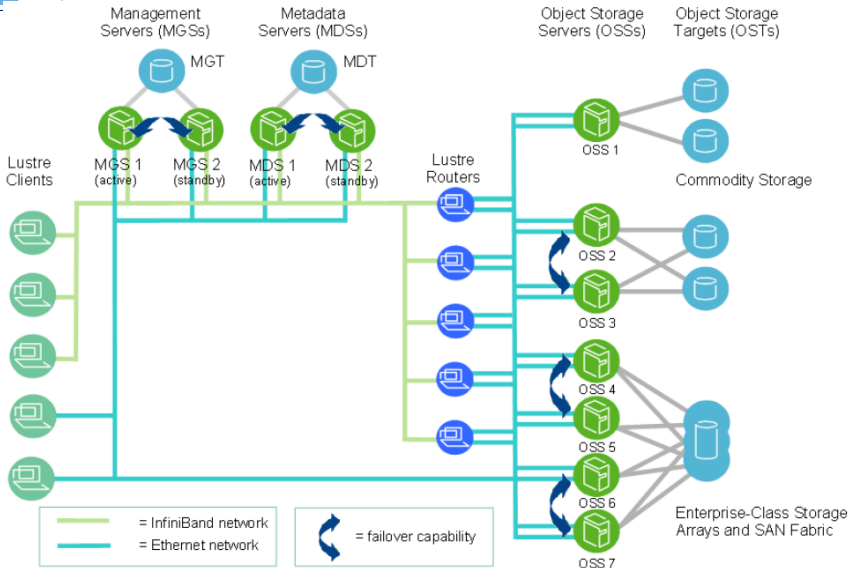 Management
Servers (MGSs)
Metadata
Servers (MDSs)
Object Storage
Servers (OSSs)
Object Storage
Targets (OSTs)
MGT
MDT
OSS 1
Lustre
Clients
MGS 1
(active)
MGS 2
(standby)
MDS 1
(active)
MDS 2
(standby)
Lustre
Routers
Commodity Storage
OSS 2
OSS 3
OSS 4
OSS 5
OSS 6
Enterprise-Class Storage
Arrays and SAN Fabric
= InfiniBand network
= Ethernet network
= failover capability
OSS 7